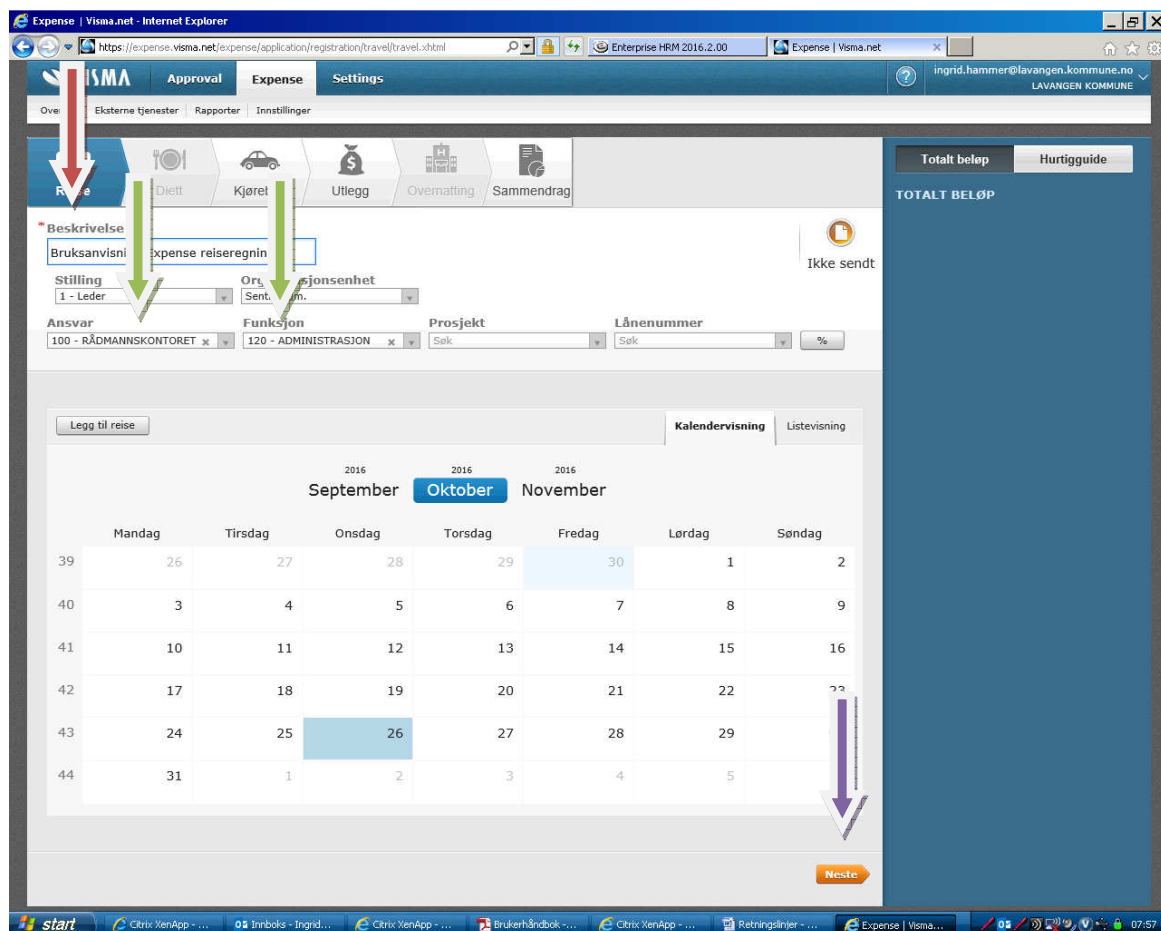 Expense | Visma.net - Internet Explorer
https://expense.visma.net/expense/application/registration/travel/travel.xhtml Enterprise HRM 2016.2.00 Expense | Visma.net
Approval Expense Settings ? ingrid.hammer@lavangen.kommune.no
LAVANGEN KOMMUNE
Eksterne tjenester Rapporter Innstillinger
Diett Utlegg Overnatting Sammendrag
Totalt beløp Hurtigguide
TOTALT BELØP
*Beskrivelse
expense reiseregning
Ikke sendt
Stilling
1 - Leder
Ansvar Funksjon Prosjekt Lånenummer
100 - RÅDMANNSKONTORET x 120 - ADMINISTRASJON x Søk Søk %
Legg til reise Kalendervisning Listevisning
2016 2016 2016
September Oktober November
Mandag Tirsdag Onsdag Torsdag Fredag Lørdag Søndag
39 26 27 28 29 30 1 2
40 3 4 5 6 7 8 9
41 10 11 12 13 14 15 16
42 17 18 19 20 21 22 23
43 24 25 26 27 28 29
44 31 1 2 3 4 5
Neste
start Citrix XenApp - ... Innboks - Ingrid... Citrix XenApp - ... Brukerhåndbok -... Citrix XenApp - ... Retningslinjer - ... Expense | Visma... 07:57